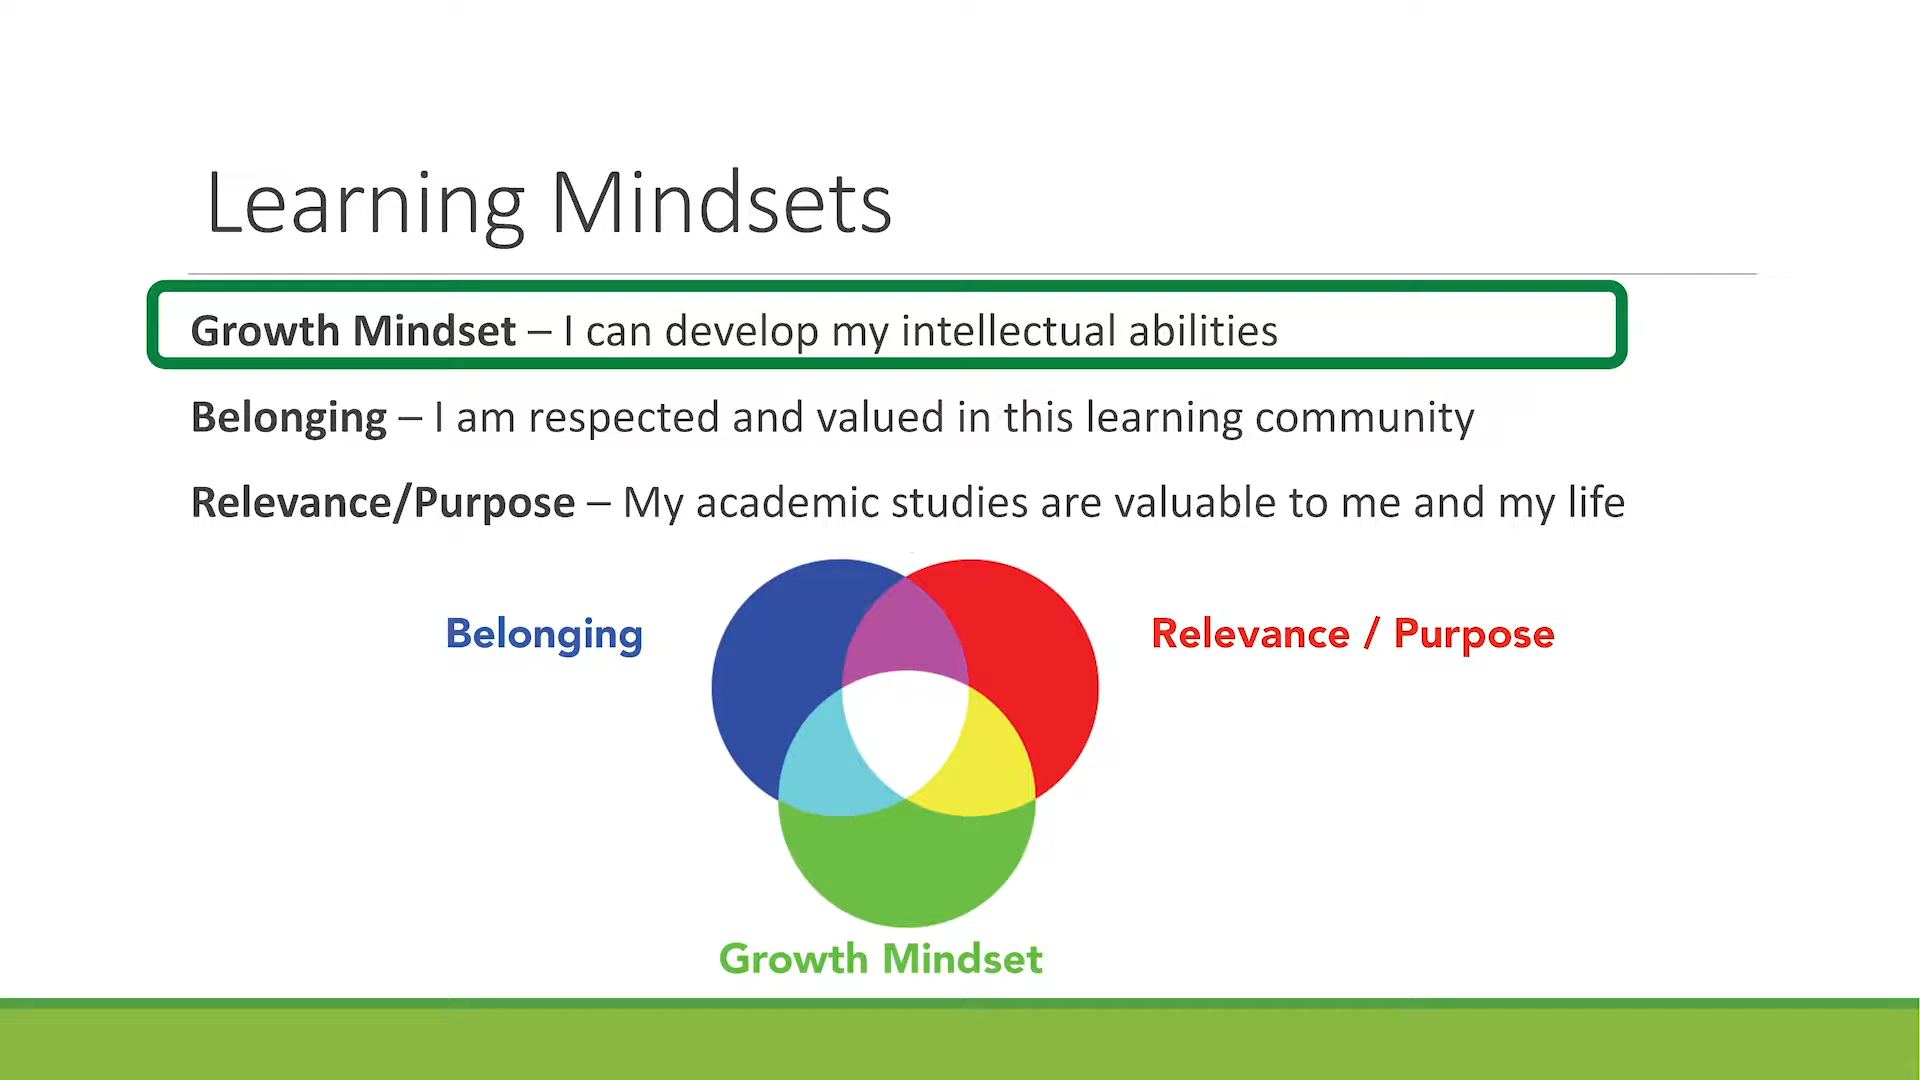 Learning Mindsets
Growth Mindset – I can develop my intellectual abilities
Belonging – I am respected and valued in this learning community
Relevance/Purpose – My academic studies are valuable to me and my life
Belonging
Relevance / Purpose
Growth Mindset